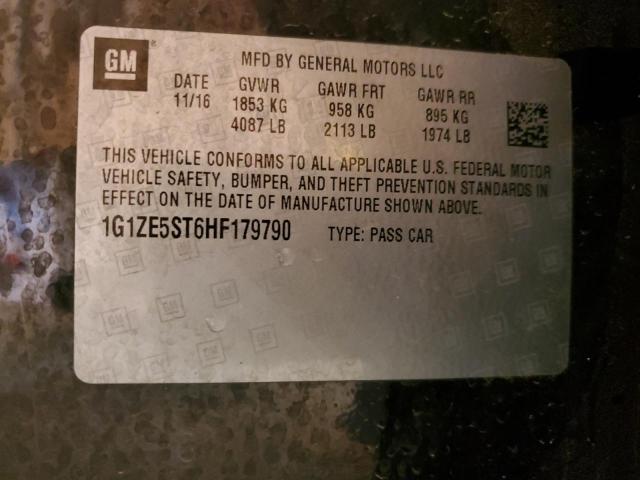 GM ® MFD BY GENERAL MOTORS LLC
DATE GVWR GAWR FRT GAWR RR
11/16 1853 KG 958 KG 895 KG
4087 LB 2113 LB 1974 LB
THIS VEHICLE CONFORMS TO ALL APPLICABLE U.S. FEDERAL MOTOR
VEHICLE SAFETY, BUMPER, AND THEFT PREVENTION STANDARDS IN
EFFECT ON THE DATE OF MANUFACTURE SHOWN ABOVE.
1G1ZE5ST6HF179790 TYPE: PASS CAR